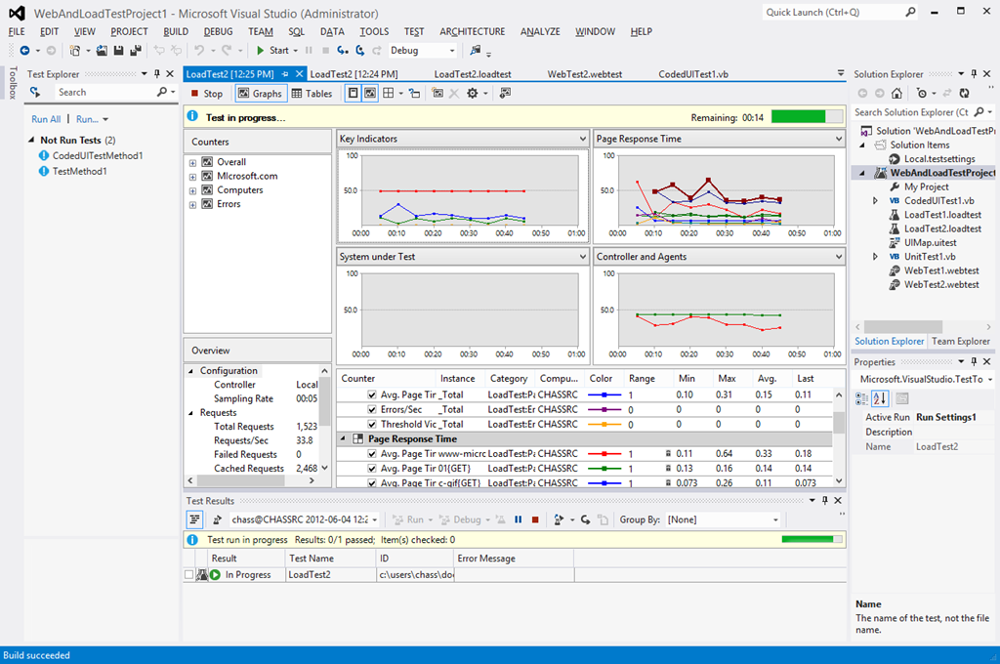 WebAndLoadTestProject1 - Microsoft Visual Studio (Administrator)
Quick Launch (Ctrl+Q)
FILE EDIT VIEW PROJECT BUILD DEBUG TEAM SQL DATA TOOLS TEST ARCHITECTURE ANALYZE WINDOW HELP
Start Debug
Toolbox
Test Explorer
Search
Run All | Run...
Not Run Tests (2)
CodedUITestMethod1
TestMethod1
LoadTest2 [12:25 PM] LoadTest2 [12:24 PM] LoadTest2.loadtest WebTest2.webtest CodedUITest1.vb
Stop Graphs Tables
Test in progress... Remaining: 00:14
Counters
Overall
MIcrosoft.com
Computers
Errors
Key Indicators
100
50.0
00:00 00:10 00:20 00:30 00:40 00:50 01:00
Page Response Time
100
50.0
00:00 00:10 00:20 00:30 00:40 00:50 01:00
System under Test
100
50.0
00:00 00:10 00:20 00:30 00:40 00:50 01:00
Controller and Agents
100
50.0
00:00 00:10 00:20 00:30 00:40 00:50 01:00
Overview
Configuration
Controller Local
Sampling Rate 00:05
Requests
Total Requests 1,523
Requests/Sec 33.8
Failed Requests 0
Cached Requests 2,468
Counter Instance Category Compu... Color Range Min Max Avg. Last
Avg. Page Tir _Total LoadTest:Pa CHASSRC 1 0.10 0.31 0.15 0.11
Errors/Sec _Total LoadTest:Er CHASSRC 0 0 0 0 0
Threshold Vic _Total LoadTest:Er CHASSRC 0 0 0 0 0
Page Response Time
Avg. Page Tir www-micro LoadTest:Pa CHASSRC 1 0.11 0.64 0.33 0.18
Avg. Page Tir 01{GET} LoadTest:Pa CHASSRC 1 0.13 0.16 0.14 0.14
Avg. Page Tir c-gif{GET} LoadTest:Pa CHASSRC 1 0.073 0.26 0.11 0.073
Test Results
chass@CHASSRC 2012-06-04 12:2 Run Debug Group By: [None]
Test run in progress Results: 0/1 passed; Item(s) checked: 0
Result Test Name ID Error Message
In Progress LoadTest2 c:\users\chass\doc
Solution Explorer
Search Solution Explorer (Ct
Solution 'WebAndLoadTestP
Solution Items
Local.testsettings
WebAndLoadTestProject
My Project
CodedUITest1.vb
LoadTest1.loadtest
LoadTest2.loadtest
UIMap.uitest
UnitTest1.vb
WebTest1.webtest
WebTest2.webtest
Solution Explorer Team Explorer
Properties
Microsoft.VisualStudio.TestTo
Active Run Run Settings1
Description
Name LoadTest2
Name
The name of the test, not the file
name.
Build succeeded